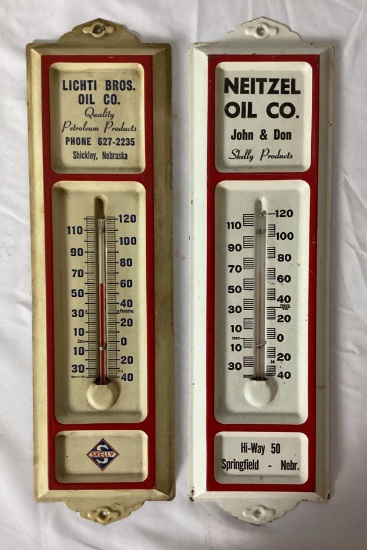 LICHTI BROS.
OIL CO.
Quality
Petroleum Products
PHONE 627-2235
Shickley, Nebraska
120
110
100
90
80
70
60
50
40
30
20
10
0
10
20
30
40
SKELLY
S
NEITZEL
OIL CO.
John & Don
Skelly Products
120
110
100
90
80
70
60
50
40
30
20
10
0
10
20
30
40
Hi-Way 50
Springfield - Nebr.